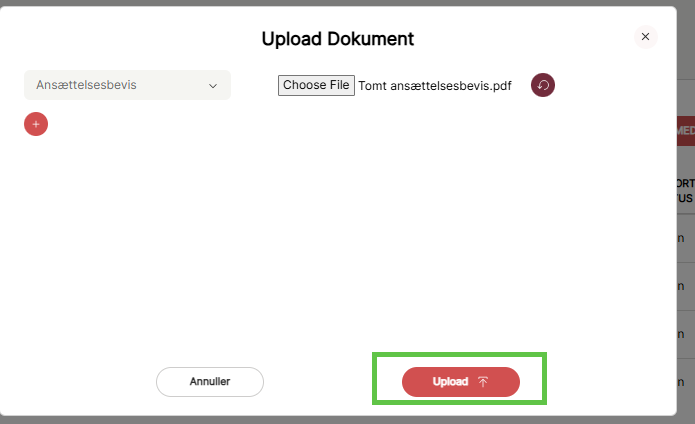 Upload Dokument
Ansættelsesbevis
Choose File Tomt ansættelsesbevis.pdf
Annuller
Upload